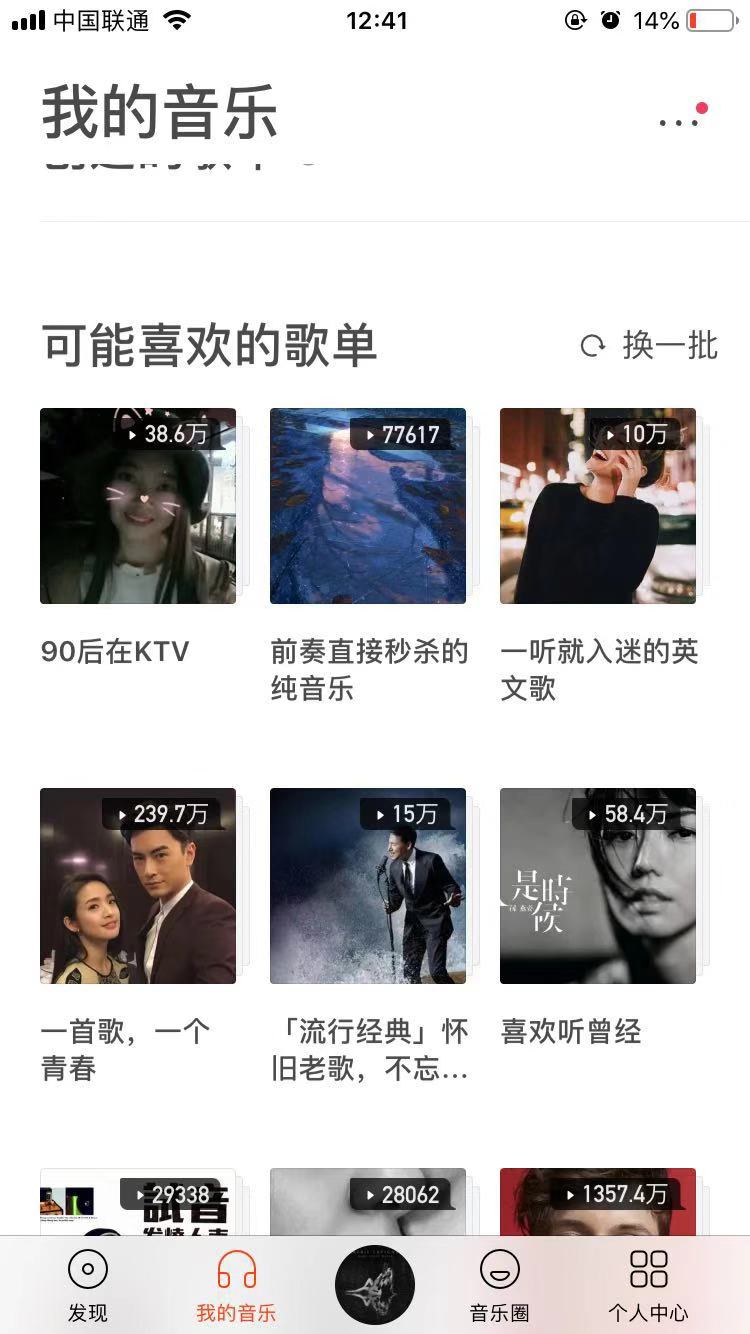 中国联通
12:41
14%
我的音乐
可能喜欢的歌单
换一批
38.6万
77617
10万
90后在KTV
前奏直接秒杀的
纯音乐
一听就入迷的英
文歌
239.7万
15万
58.4万
是時
候
一首歌，一个
青春
「流行经典」怀
旧老歌，不忘...
喜欢听曾经
29338
28062
1357.4万
試音
发现
我的音乐
音乐圈
个人中心